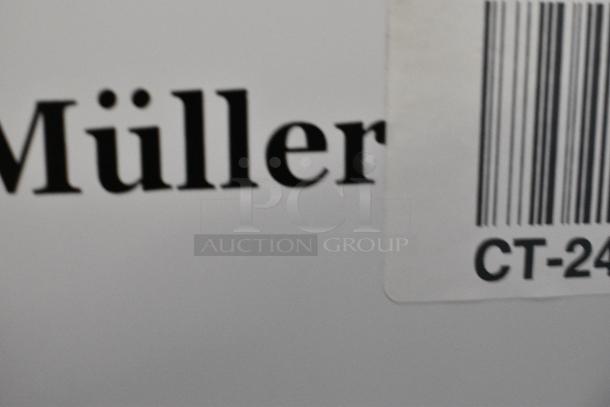 Müller
PCI
AUCTION GROUP
CT-24